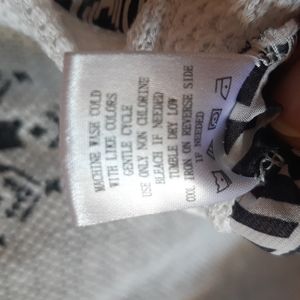 MACHINE WASH COLD
WITH LIKE COLORS
GENTLE CYCLE
USE ONLY NON CHLORINE
BLEACH IF NEEDED
TUMBLE DRY LOW
COOL IRON ON REVERSE SIDE
IF NEEDED